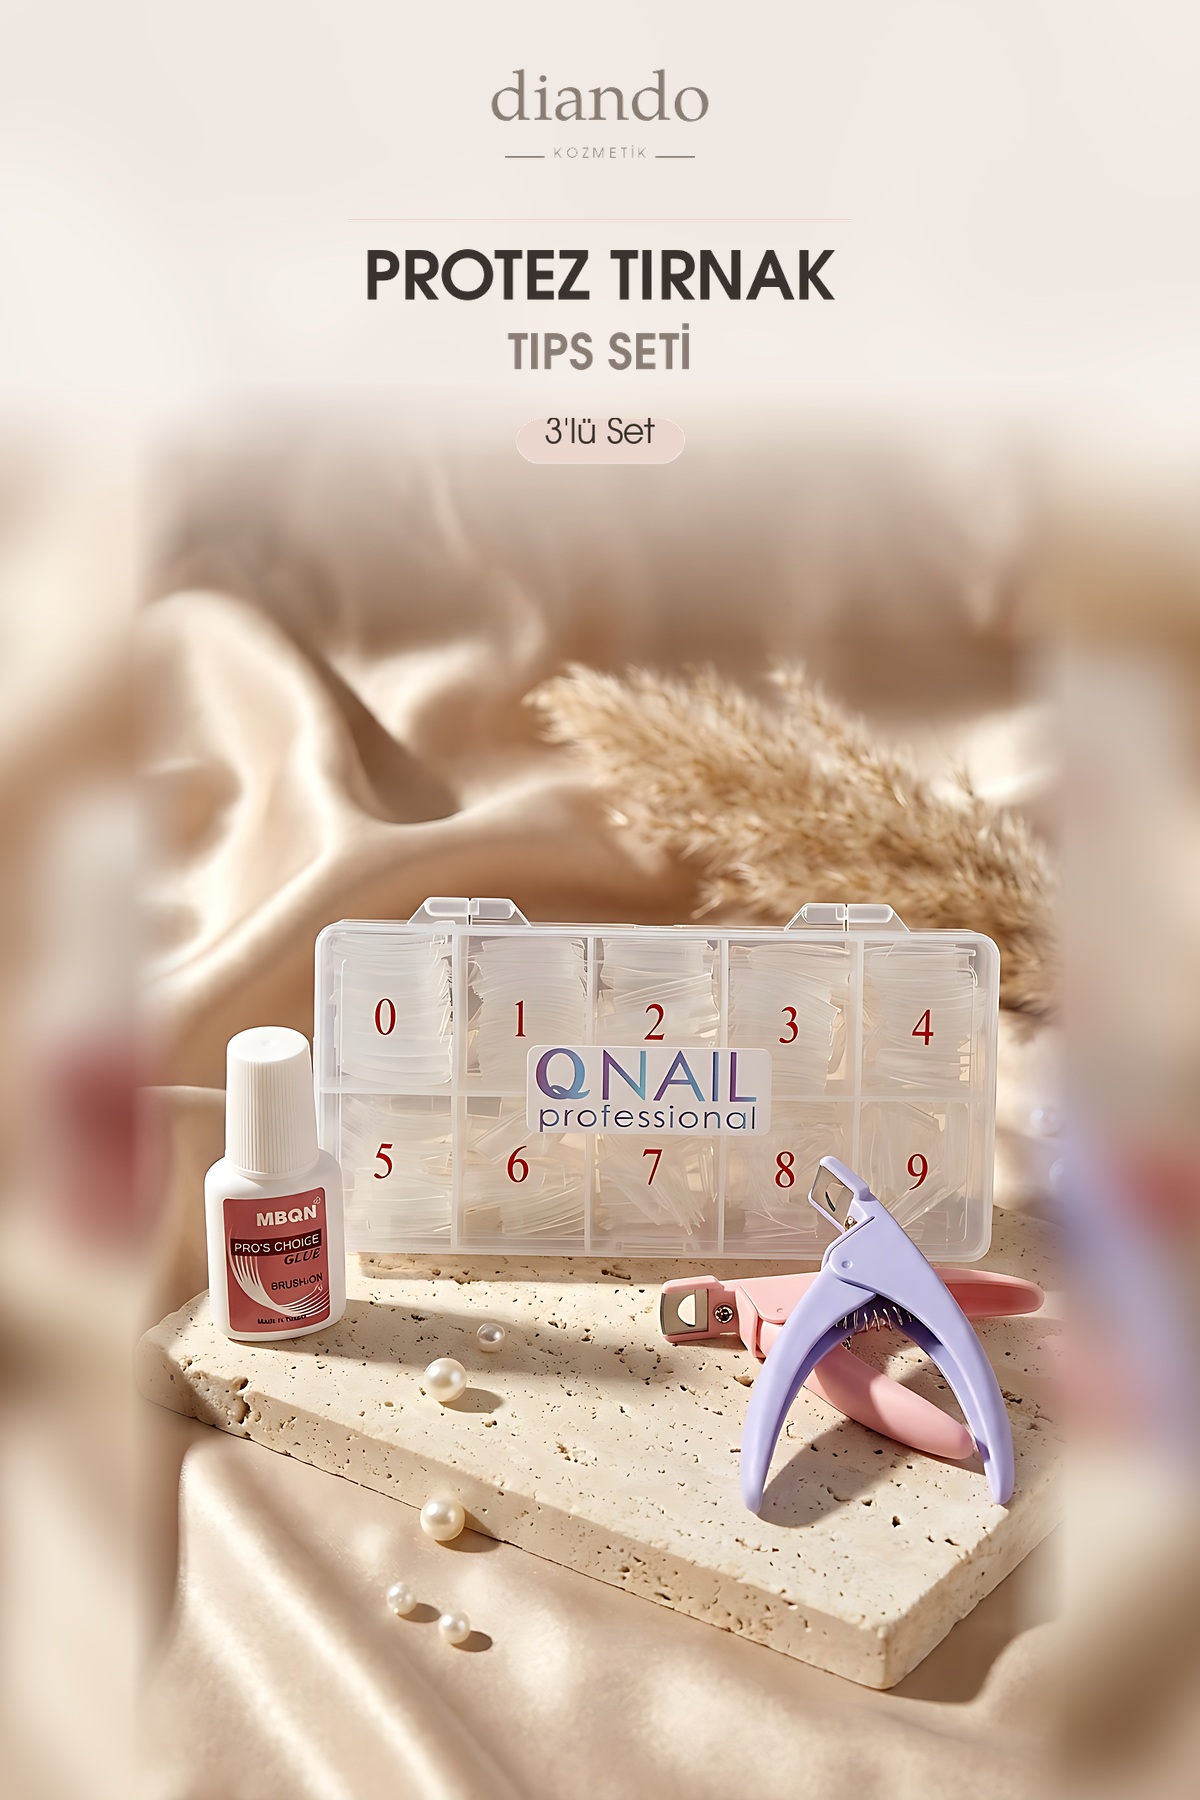 diando
KOZMETİK
PROTEZ TIRNAK
TIPS SETİ
3'lü Set
0 1 2 3 4
QNAIL
professional
5 6 7 8 9
MBQN
PRO'S CHOICE
GLUE
BRUSH-ON